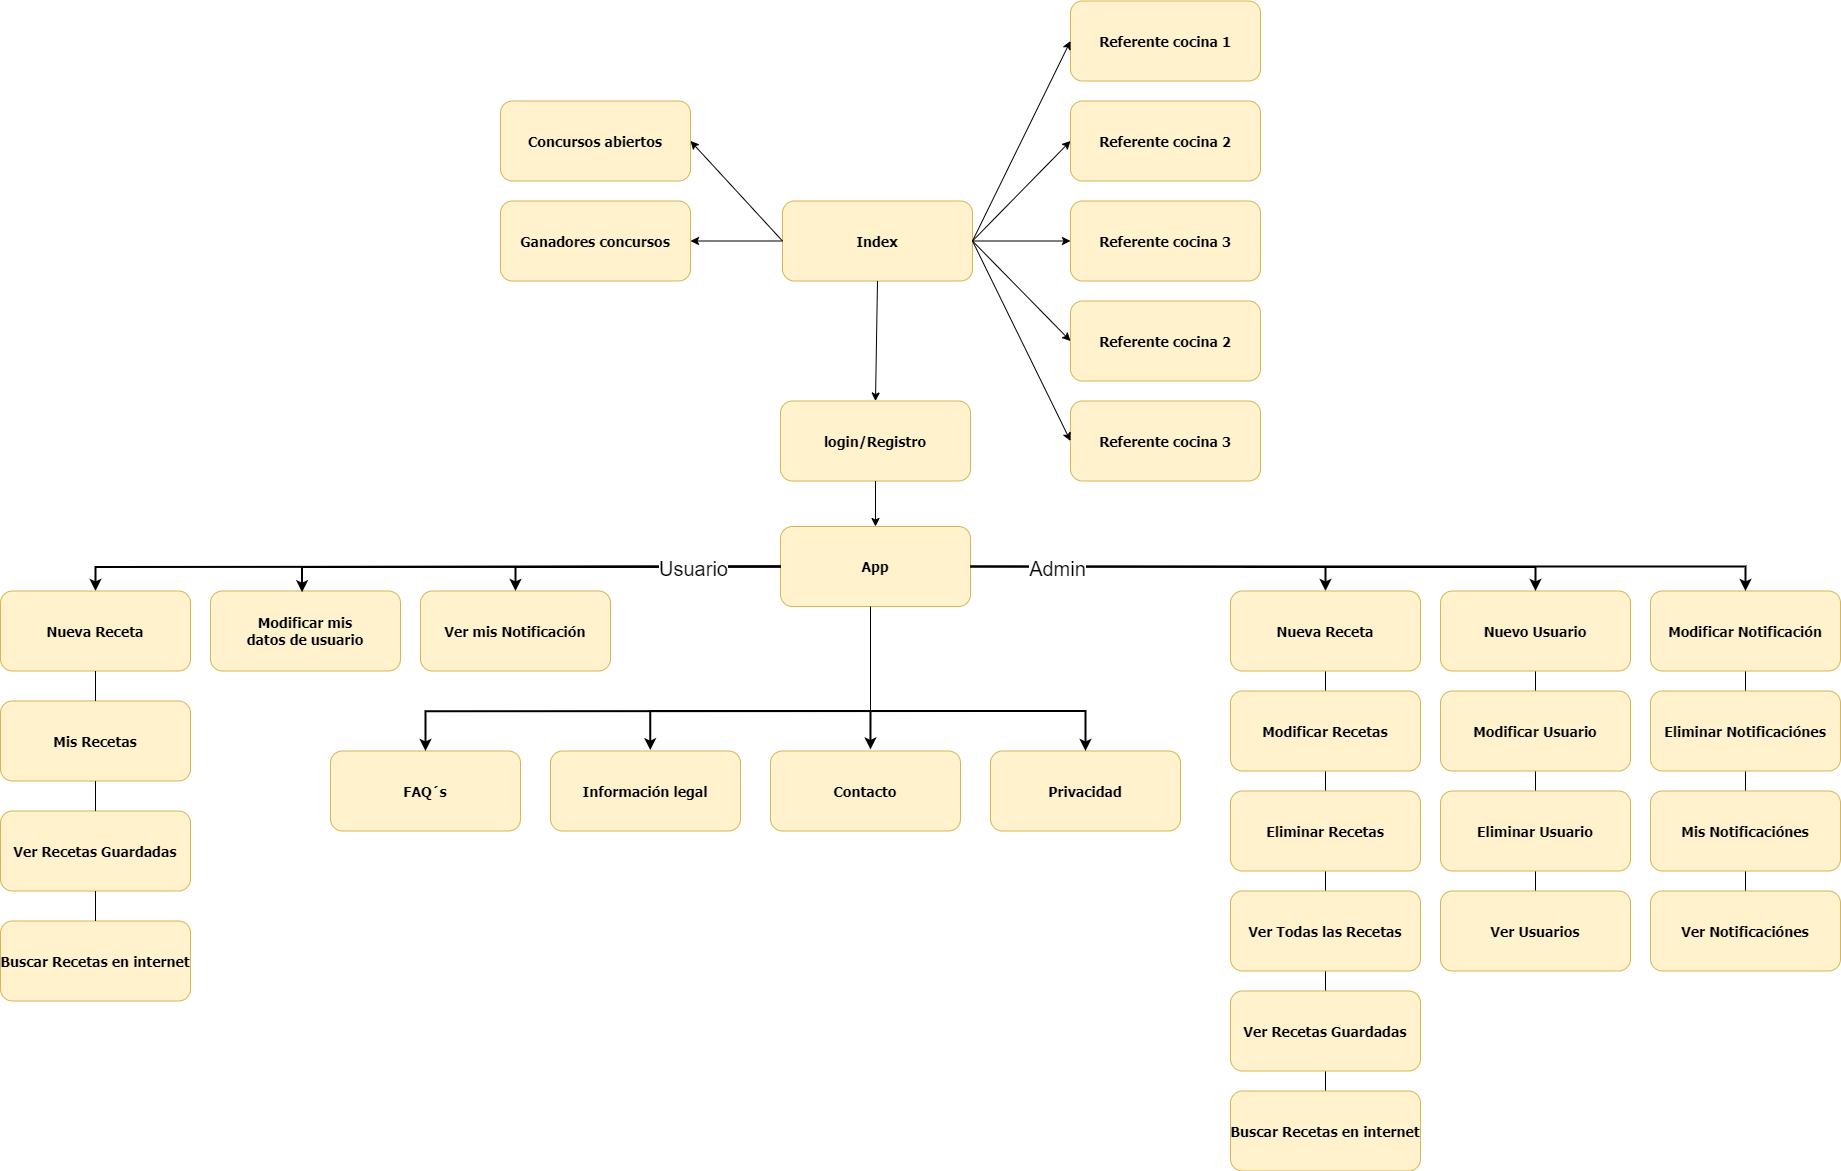 Referente cocina 1
Concursos abiertos
Referente cocina 2
Ganadores concursos
Index
Referente cocina 3
Referente cocina 2
login/Registro
Referente cocina 3
Usuario
App
Admin
Nueva Receta
Modificar mis
datos de usuario
Ver mis Notificación
Nueva Receta
Nuevo Usuario
Modificar Notificación
Mis Recetas
Modificar Recetas
Modificar Usuario
Eliminar Notificaciónes
FAQ´s
Información legal
Contacto
Privacidad
Ver Recetas Guardadas
Eliminar Recetas
Eliminar Usuario
Mis Notificaciónes
Buscar Recetas en internet
Ver Todas las Recetas
Ver Usuarios
Ver Notificaciónes
Ver Recetas Guardadas
Buscar Recetas en internet